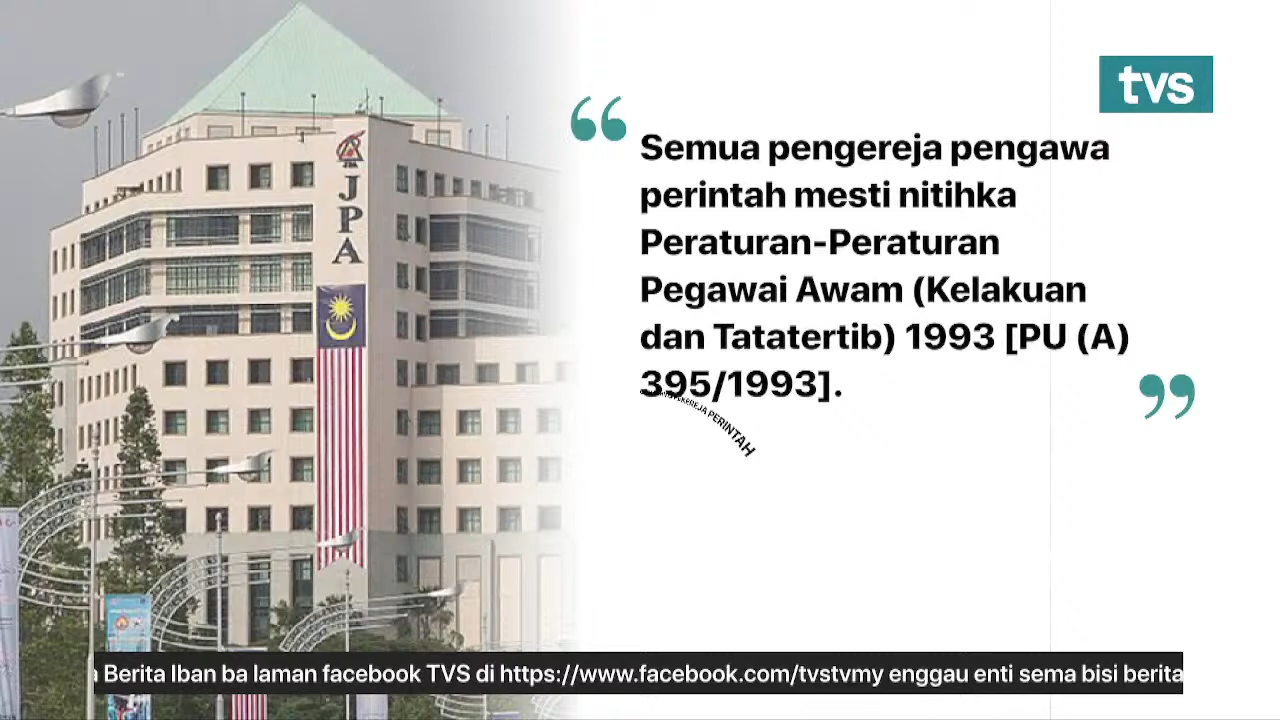 tvs
JPA
“
Semua pengereja pengawa
perintah mesti nitihka
Peraturan-Peraturan
Pegawai Awam (Kelakuan
dan Tatatertib) 1993 [PU (A)
395/1993].
”
PERINTAH
Berita Iban ba laman facebook TVS di https://www.facebook.com/tvstvmy enggau enti sema bisi berita